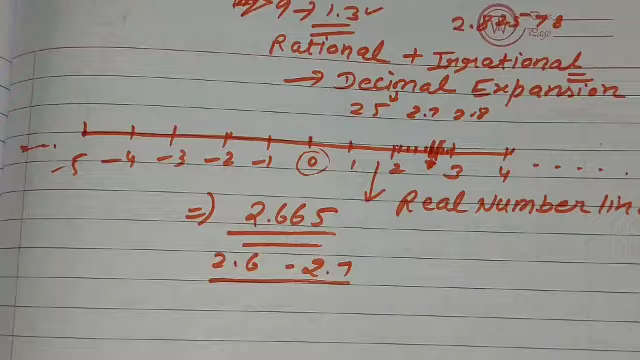 9 → 1.3
Rational + Irrational
→ Decimal Expansion
2.5 2.7 2.8
-5 -4 -3 -2 -1 0 1 2 3 4 . . . . . .
Real Number lin
=) 2.665
2.6 - 2.7